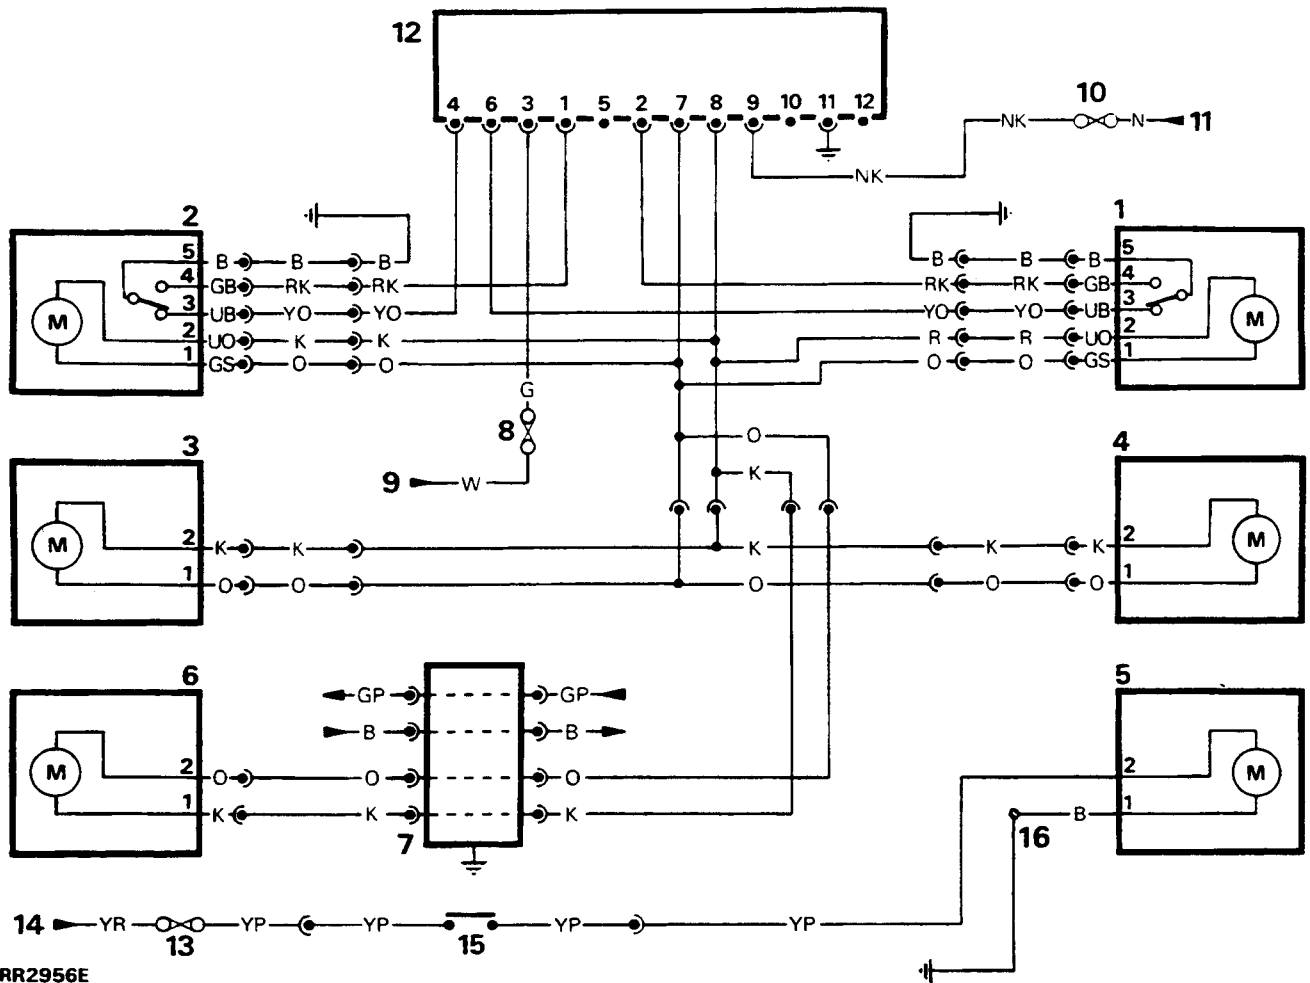 12
4 6 3 1 5 2 7 8 9 10 11 12
10
NK N 11
NK
2
5 B B B
4 GB RK RK
3 UB YO YO
2 UO K K
1 GS O O
M
1
B B B 5
RK RK GB 4
YO YO UB 3
R R UO 2
O O GS 1
M
G
8
9 W
O
K
3
M
2 K K
1 O O
K
O
4
K K 2
O O 1
M
6
M
2 O O
1 K K
GP GP
B B
O
K
7
5
2
B 1
M
16
14 YR YP YP YP YP
13 15
RR2956E